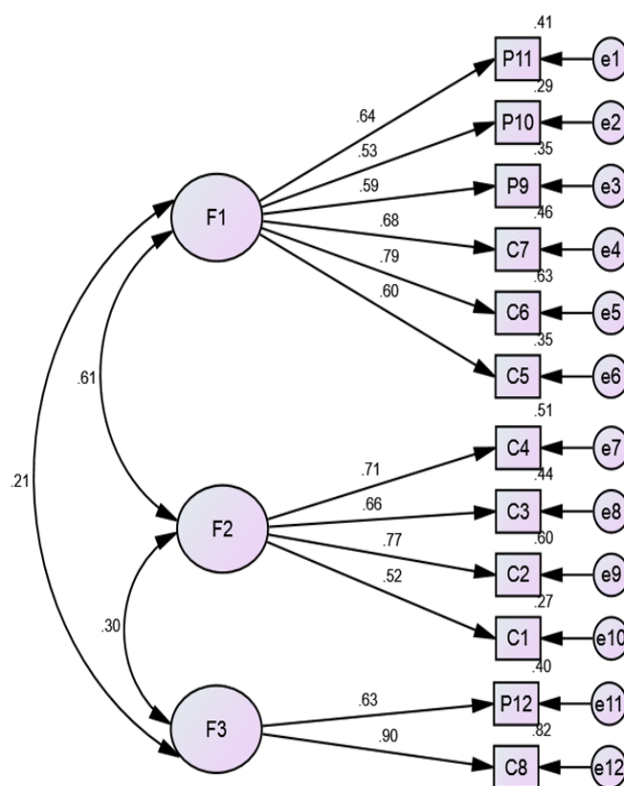 .41
P11
e1
.29
.64
P10
e2
.53
.35
.59
P9
e3
.46
F1
.68
C7
e4
.79
.63
.60
C6
e5
.35
C5
e6
.61
.51
C4
e7
.71
.44
.21
.66
C3
e8
F2
.77
.60
C2
e9
.52
.27
.30
C1
e10
.40
.63
P12
e11
F3
.90
.82
C8
e12